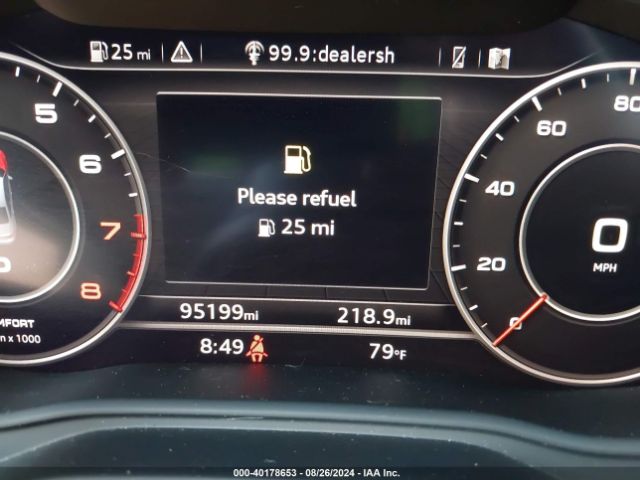 25 mi 99.9:dealersh
5
6
7
8
Please refuel
25 mi
80
60
40
20
0
0
MPH
95199mi 218.9mi
8:49 79°F
x 1000
000-40178653 - 08/26/2024 - IAA Inc.